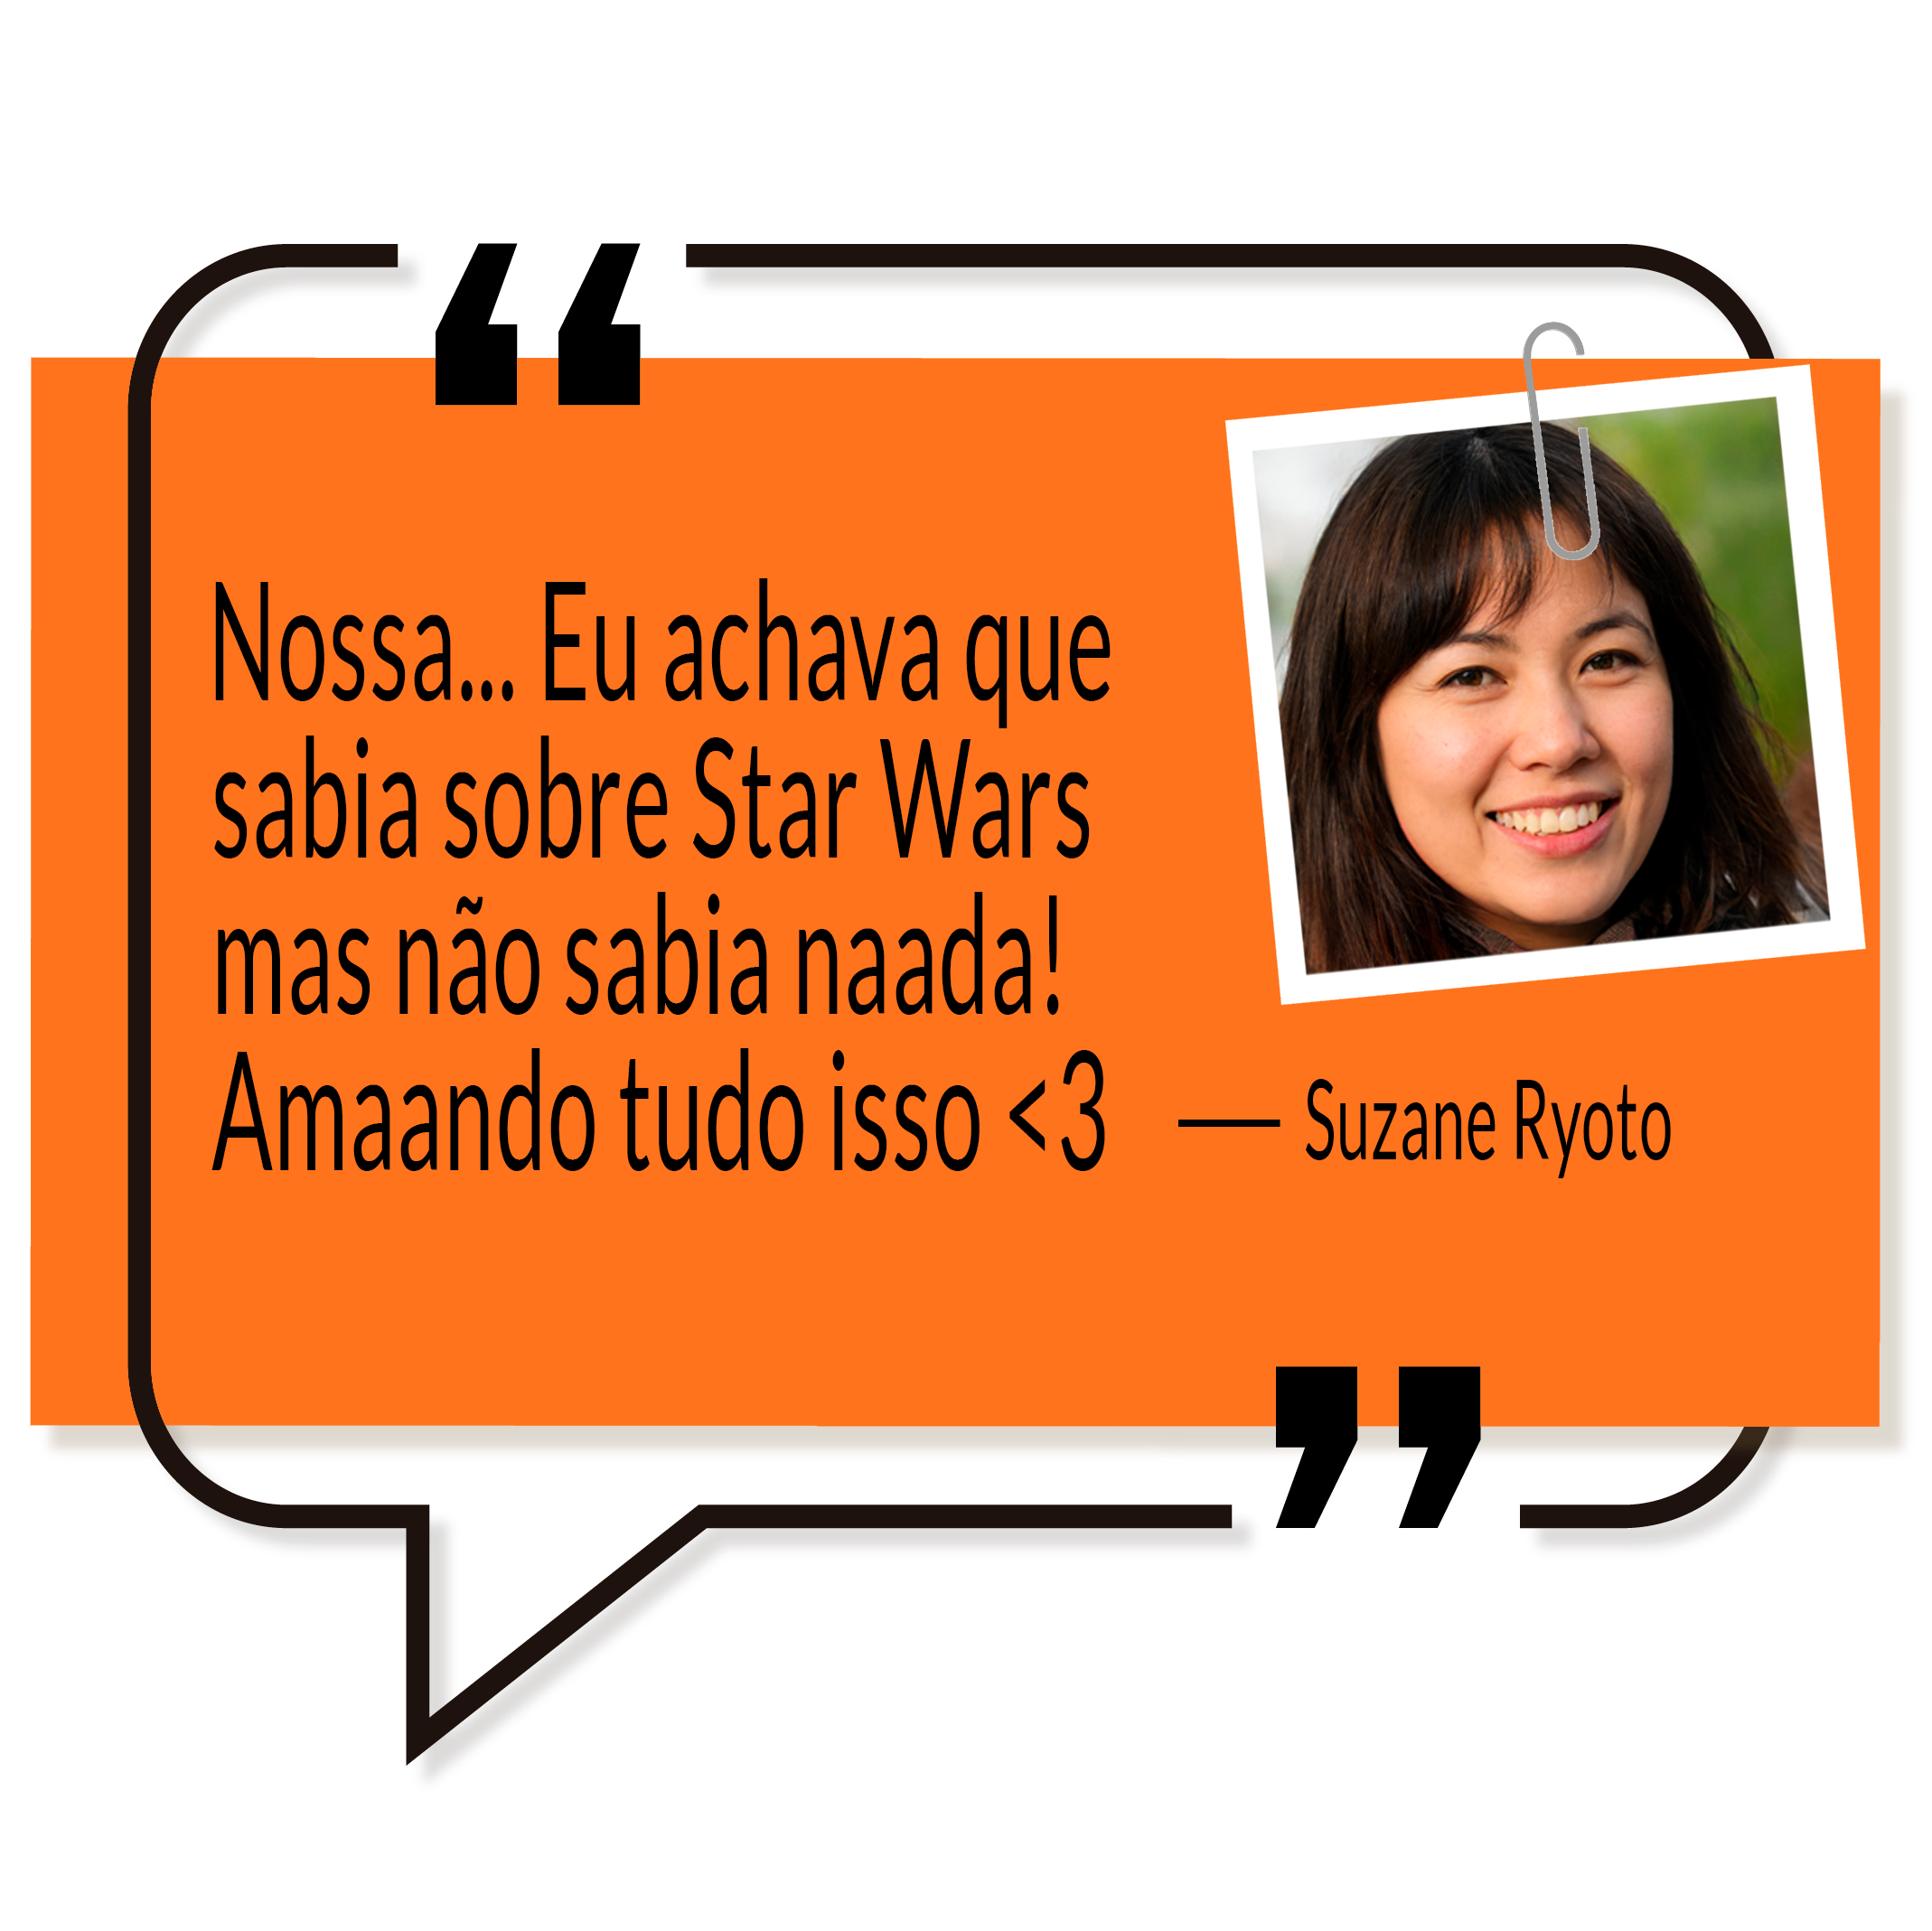 Nossa... Eu achava que
sabia sobre Star Wars
mas não sabia naada!
Amaando tudo isso <3
— Suzane Ryoto